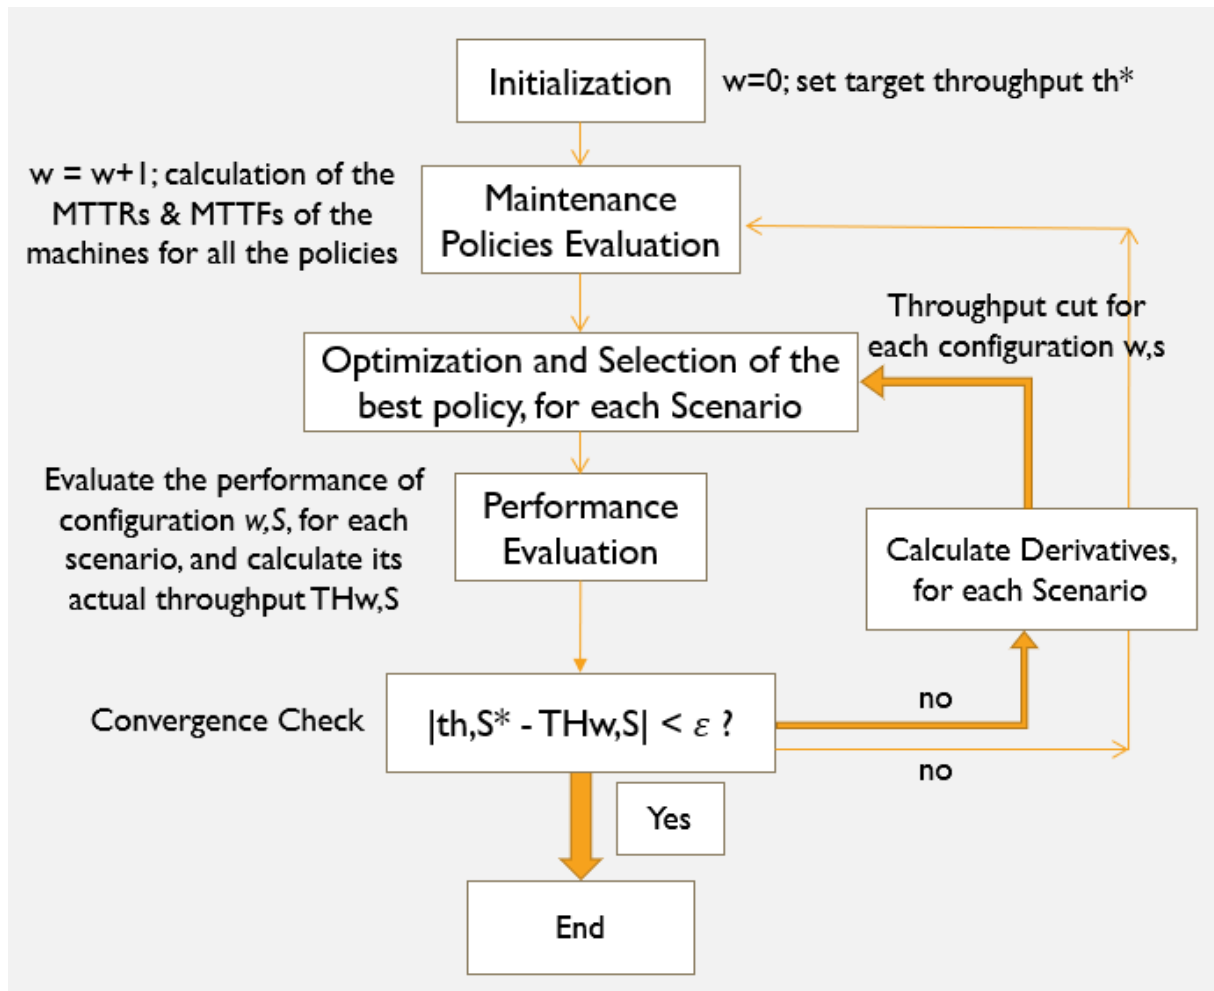 Initialization
w=0; set target throughput th*
w = w+1; calculation of the
MTTRs & MTTFs of the
machines for all the policies
Maintenance
Policies Evaluation
Throughput cut for
each configuration w,s
Optimization and Selection of the
best policy, for each Scenario
Evaluate the performance of
configuration w,S, for each
scenario, and calculate its
actual throughput THw,S
Performance
Evaluation
Calculate Derivatives,
for each Scenario
Convergence Check
|th,S* - THw,S| < ε ?
no
no
Yes
End